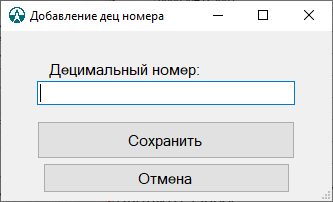 Добавление дец номера
Децимальный номер:
Сохранить
Отмена